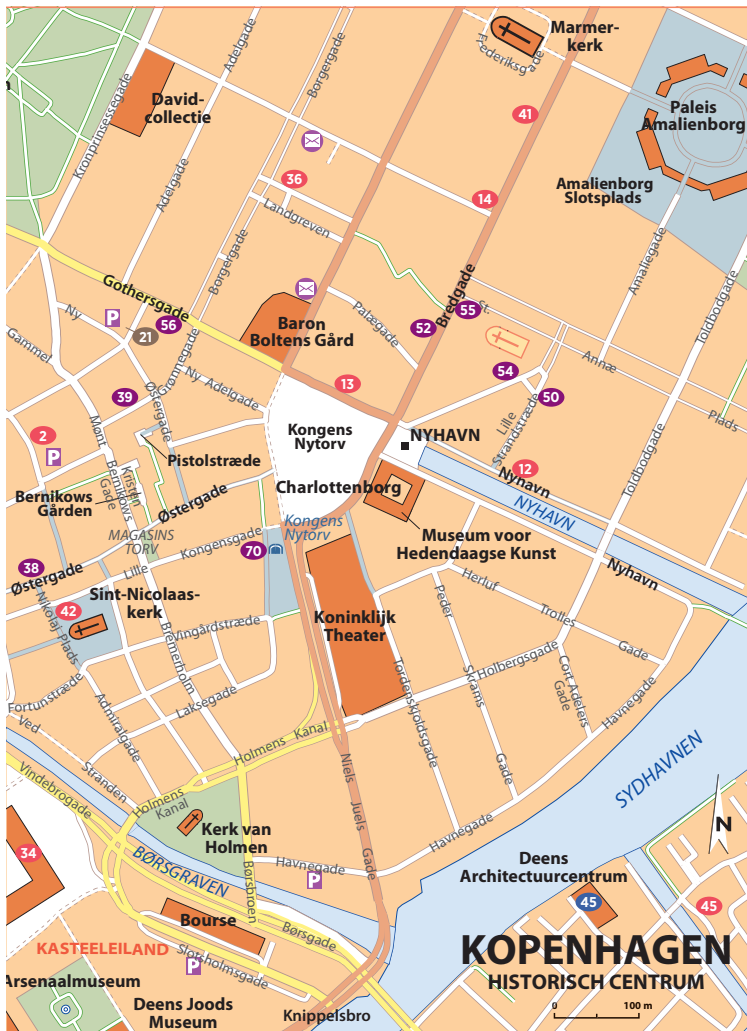 Marmer-
kerk
Frederiksgade
Adelgade
Borgergade
Kronprinsessegade
David-
collectie
41
Paleis
Amalienborg
36
Adelgade
14
Amalienborg
Slotsplads
Landgreven
Borgergade
Amaliegade
Toldbodgade
Gothersgade
Bredgade
Ny
P
56
21
Baron
Boltens Gård
Palægade
52
55
St.
Annæ
Plads
Gammel
Mønt
Grønnegade
Ny Adelgade
13
54
50
39
Østergade
Lille
Strandstræde
2
P
Kongens
Nytorv
NYHAVN
Toldbodgade
Pistolstræde
12
Nyhavn
NYHAVN
Bernikows
Gården
Kristen
Bernikows
Gade
Østergade
Charlottenborg
MAGASINS
TORV
Kongens
Nytorv
Museum voor
Hedendaagse Kunst
38
Østergade
Lille
Kongensgade
70
Nyhavn
42
Sint-Nicolaas-
kerk
Nikolaj Plads
Vingårdstræde
Koninklijk
Theater
Herluf
Trolles
Gade
Peder
Skrams
Gade
Holbergsgade
Cort Adelers
Gade
Havnegade
Fortunstræde
Ved
Stranden
Admiralgade
Bremerholm
Laksegade
Tordenskjoldsgade
Holmens Kanal
Niels
Juels
Gade
SYDHAVNEN
Vindebrogade
Holmens
Kanal
Kerk van
Holmen
Havnegade
Havnegade
P
N
34
BØRSGRAVEN
Børsbroen
Deens
Architectuurcentrum
45
45
Bourse
Børsgade
KASTEELEILAND
P
Slotsholmsgade
Arsenaalmuseum
Deens Joods
Museum
Knippelsbro
KOPENHAGEN
HISTORISCH CENTRUM
0 100 m